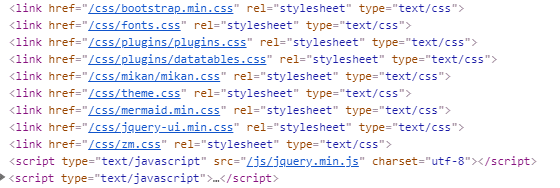 <link href="/css/bootstrap.min.css" rel="stylesheet" type="text/css">
<link href="/css/fonts.css" rel="stylesheet" type="text/css">
<link href="/css/plugins/plugins.css" rel="stylesheet" type="text/css">
<link href="/css/plugins/datatables.css" rel="stylesheet" type="text/css">
<link href="/css/mikan/mikan.css" rel="stylesheet" type="text/css">
<link href="/css/theme.css" rel="stylesheet" type="text/css">
<link href="/css/mermaid.min.css" rel="stylesheet" type="text/css">
<link href="/css/jquery-ui.min.css" rel="stylesheet" type="text/css">
<link href="/css/zm.css" rel="stylesheet" type="text/css">
<script type="text/javascript" src="/js/jquery.min.js" charset="utf-8"></script>
<script type="text/javascript">…</script>